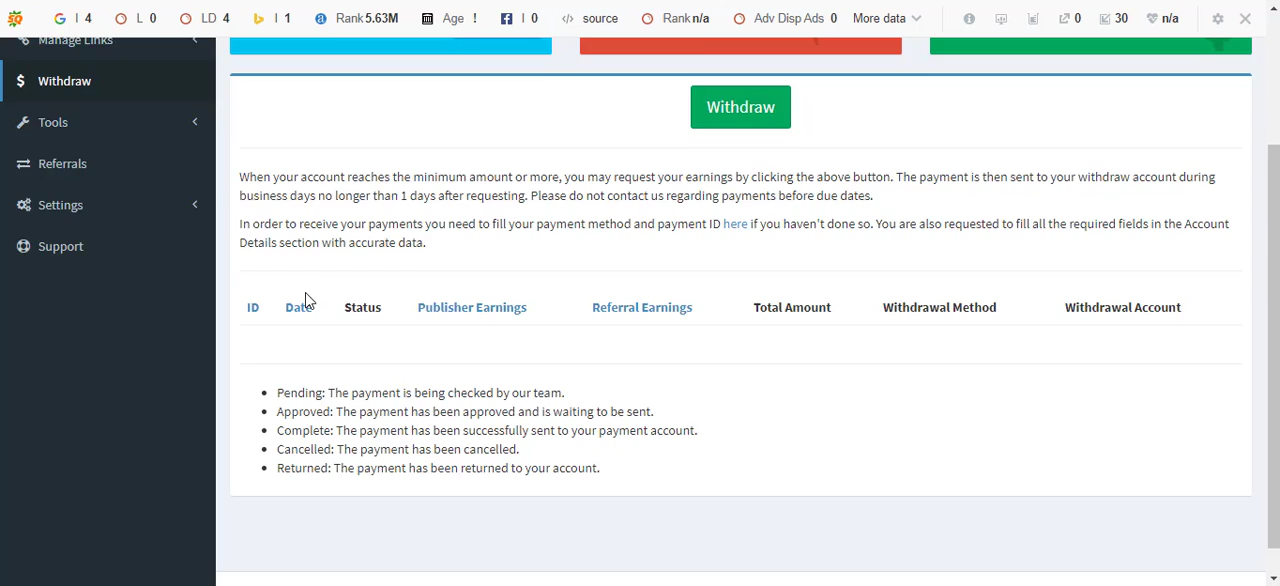 I 4 L 0 LD 4 I 1 Rank 5.63M Age ! I 0 source Rank n/a Adv Disp Ads 0 More data 0 30 n/a
Manage Links
Withdraw
Tools
Referrals
Settings
Support
Withdraw
When your account reaches the minimum amount or more, you may request your earnings by clicking the above button. The payment is then sent to your withdraw account during
business days no longer than 1 days after requesting. Please do not contact us regarding payments before due dates.
In order to receive your payments you need to fill your payment method and payment ID here if you haven't done so. You are also requested to fill all the required fields in the Account
Details section with accurate data.
ID Date Status Publisher Earnings Referral Earnings Total Amount Withdrawal Method Withdrawal Account
Pending: The payment is being checked by our team.
Approved: The payment has been approved and is waiting to be sent.
Complete: The payment has been successfully sent to your payment account.
Cancelled: The payment has been cancelled.
Returned: The payment has been returned to your account.